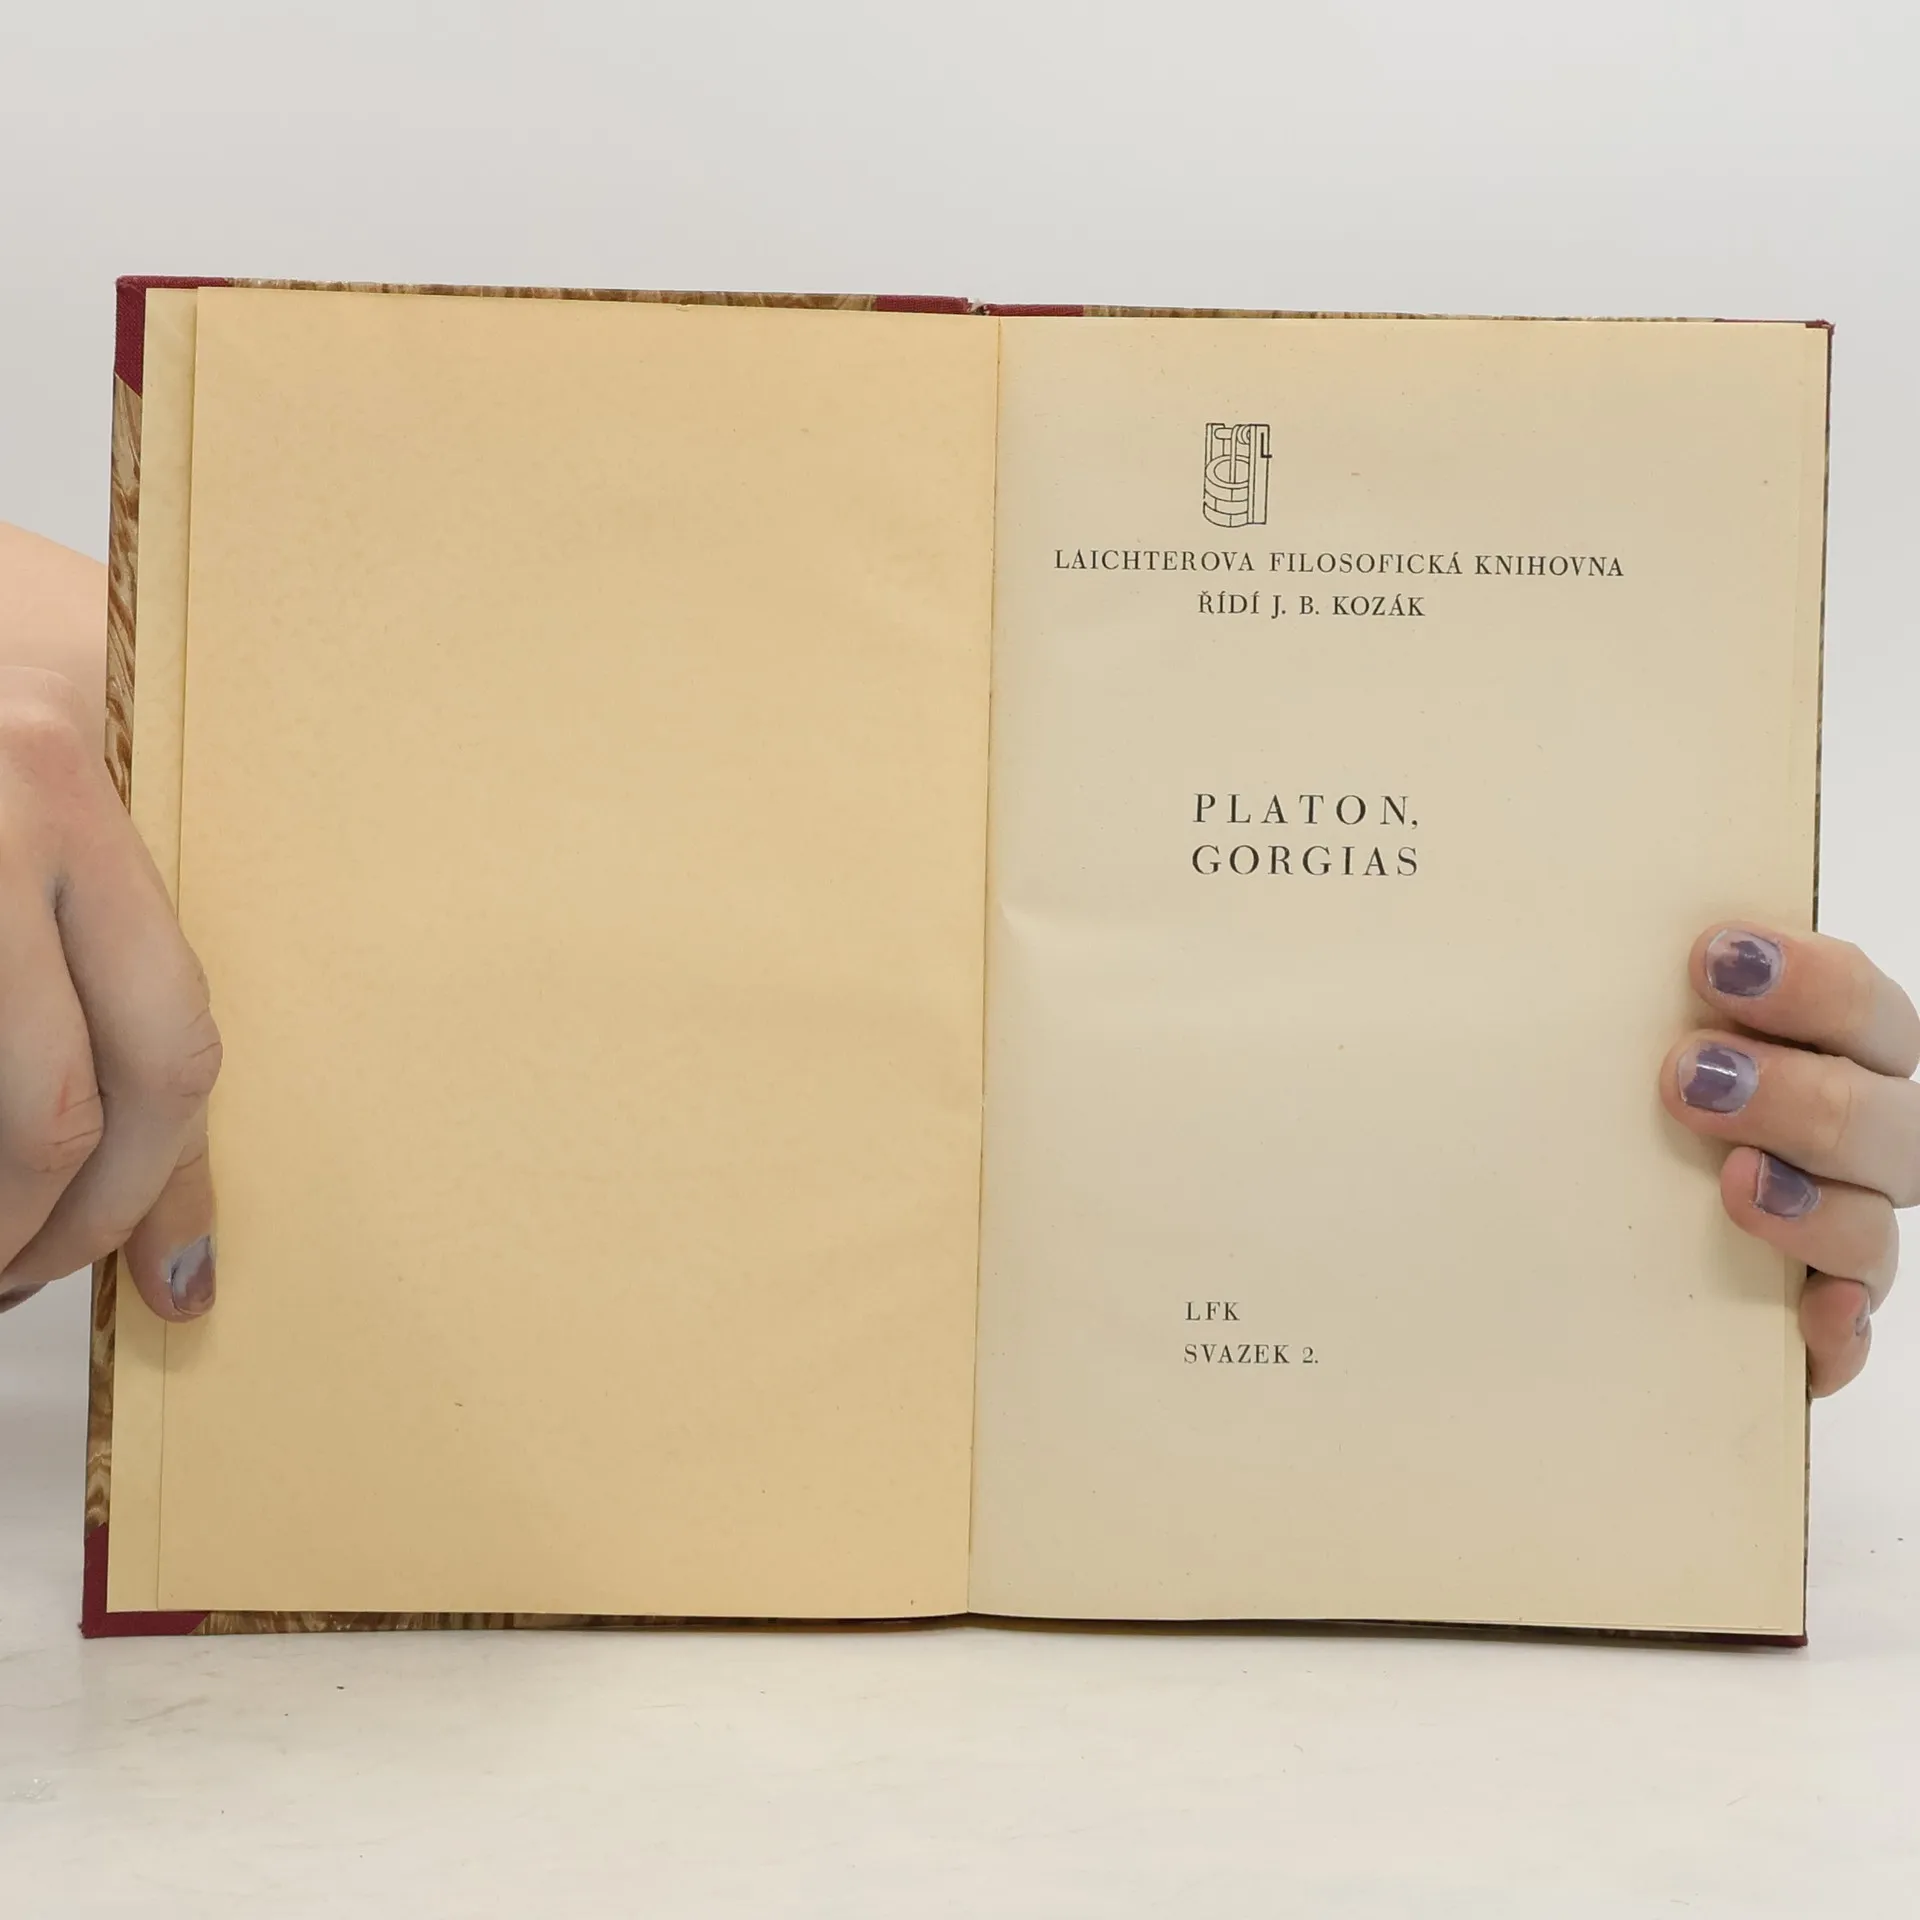 LAICHTEROVA FILOSOFICKÁ KNIHOVNA
ŘÍDÍ J. B. KOZÁK
PLATON,
GORGIAS
LFK
SVAZEK 2.